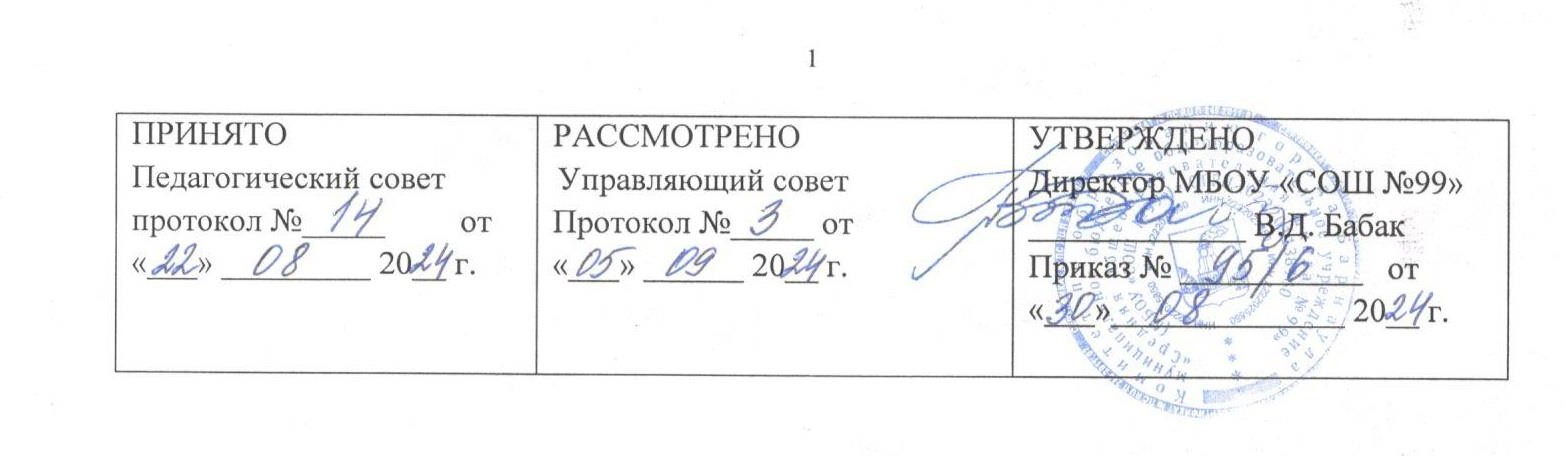 1
ПРИНЯТО
Педагогический совет
протокол № 14 от
«22» 08 2024 г.
РАССМОТРЕНО
Управляющий совет
Протокол № 3 от
«05» 09 2024 г.
УТВЕРЖДЕНО
Директор МБОУ «СОШ №99»
В.Д. Бабак
Приказ № 95/6 от
«30» 08 2024 г.